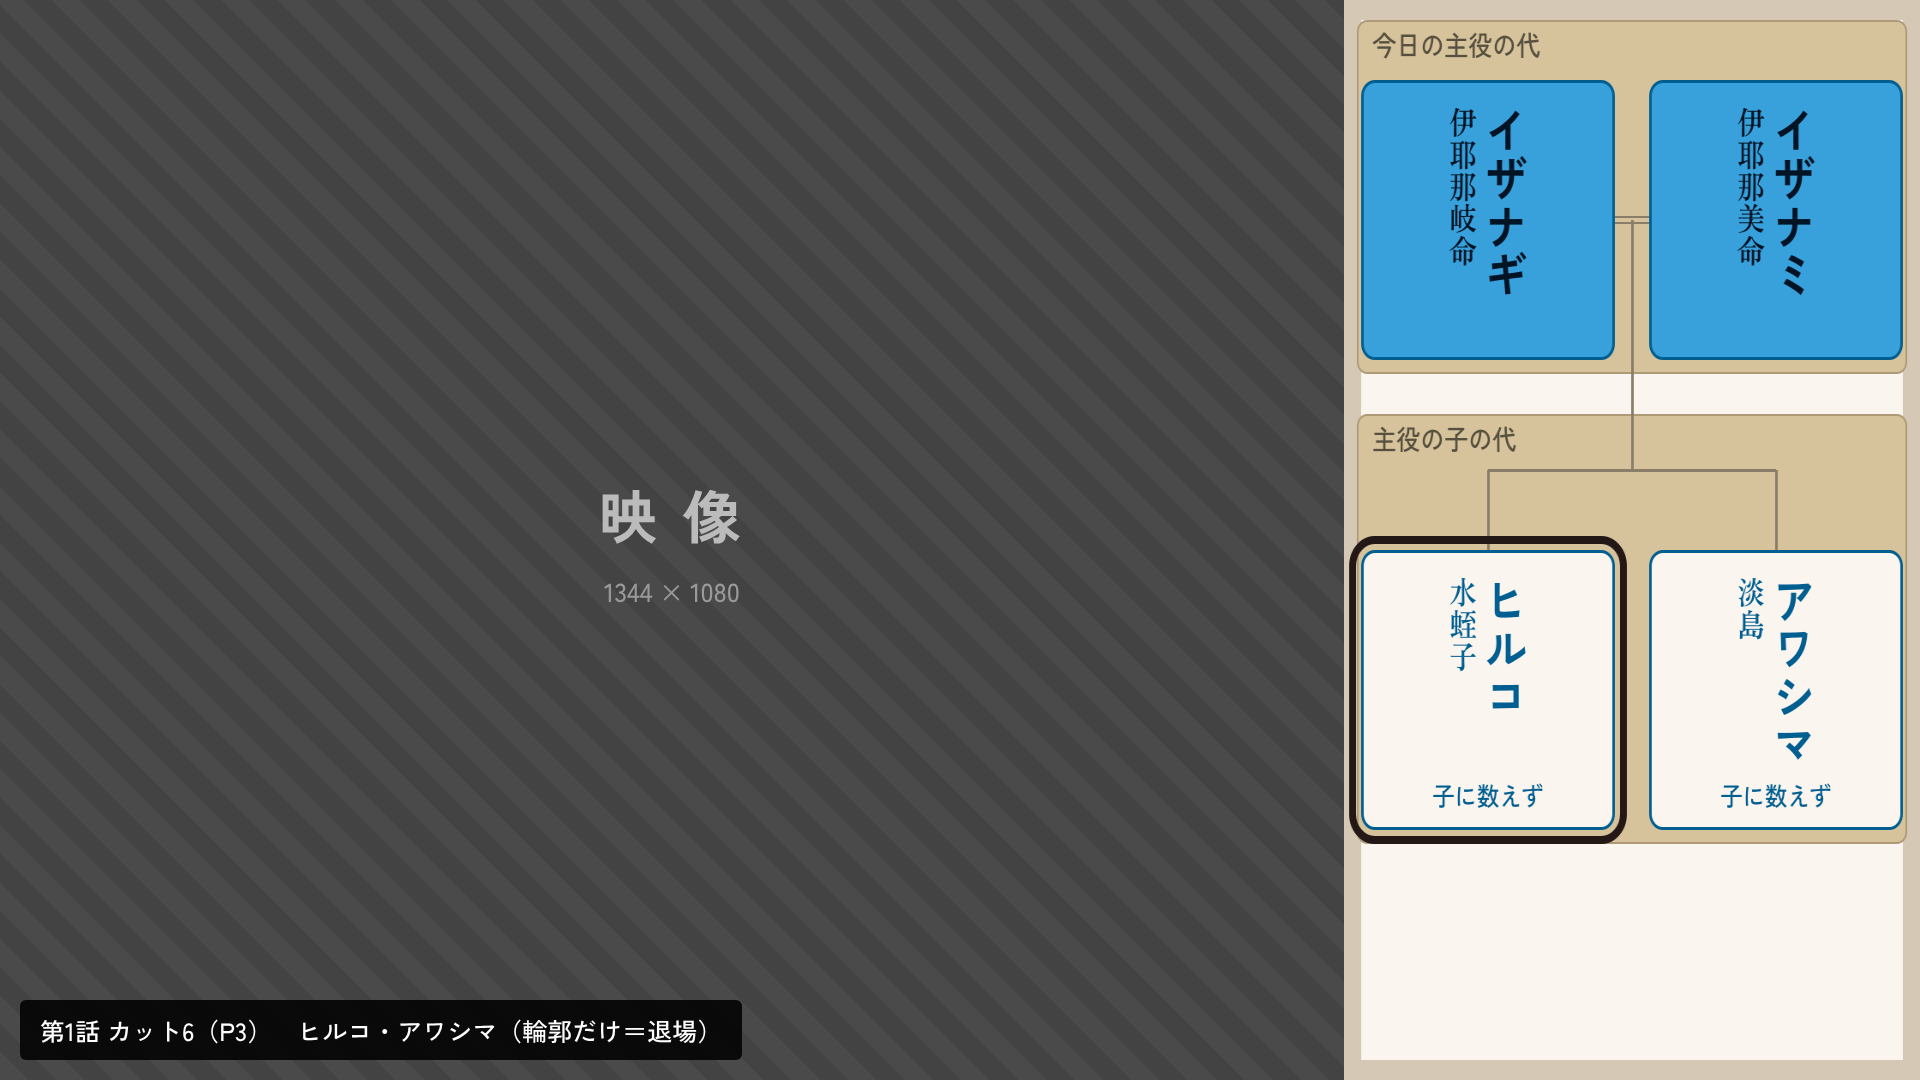 映像
1344 × 1080
第1話 カット6（P3）　ヒルコ・アワシマ（輪郭だけ＝退場）
今日の主役の代
イザナミ
伊耶那美命
イザナギ
伊耶那岐命
主役の子の代
アワシマ
淡島
子に数えず
ヒルコ
水蛭子
子に数えず